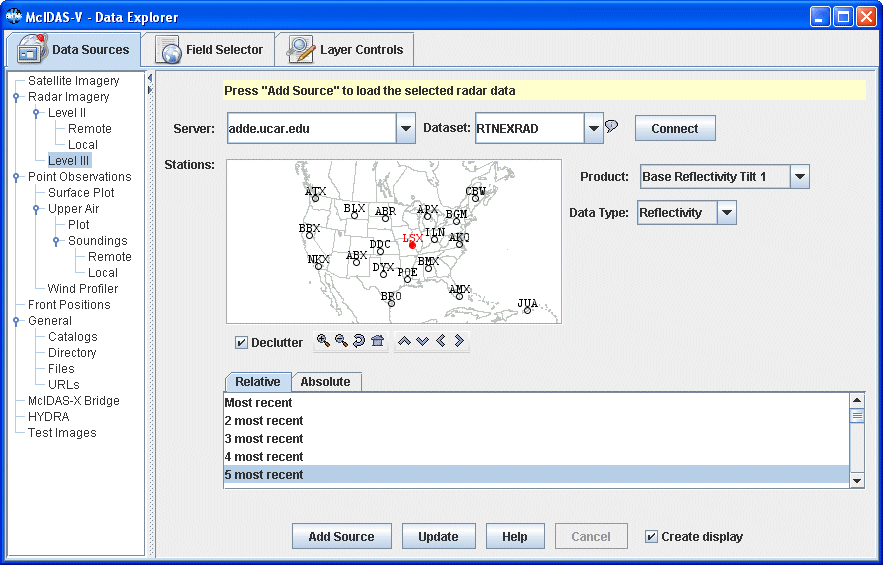 McIDAS-V - Data Explorer
Data Sources
Field Selector
Layer Controls
Satellite Imagery
Radar Imagery
Level II
Remote
Local
Level III
Point Observations
Surface Plot
Upper Air
Plot
Soundings
Remote
Local
Wind Profiler
Front Positions
General
Catalogs
Directory
Files
URLs
McIDAS-X Bridge
HYDRA
Test Images
Press "Add Source" to load the selected radar data
Server: adde.ucar.edu Dataset: RTNEXRAD Connect
Stations:
ATX
CBW
BLX
ABR
APX
BGM
BBX
LSX
ILN
AKQ
DDC
NKX
ABX
DYX
POE
BMX
BRO
AMX
JUA
Product: Base Reflectivity Tilt 1
Data Type: Reflectivity
Declutter
Relative
Absolute
Most recent
2 most recent
3 most recent
4 most recent
5 most recent
Add Source
Update
Help
Cancel
Create display